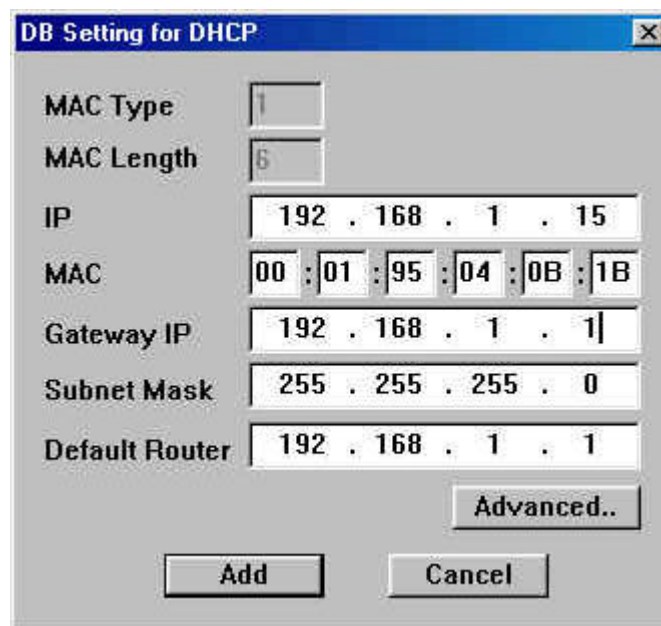 DB Setting for DHCP
MAC Type 1
MAC Length 6
IP 192 . 168 . 1 . 15
MAC 00 : 01 : 95 : 04 : 0B : 1B
Gateway IP 192 . 168 . 1 . 1
Subnet Mask 255 . 255 . 255 . 0
Default Router 192 . 168 . 1 . 1
Advanced..
Add Cancel